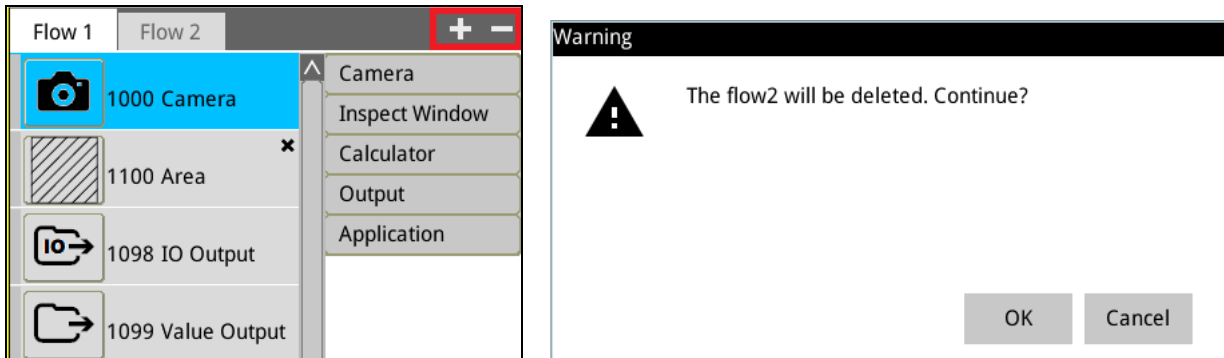 Flow 1
Flow 2
+ -
1000 Camera
1100 Area
IO
1098 IO Output
1099 Value Output
Camera
Inspect Window
Calculator
Output
Application
Warning
The flow2 will be deleted. Continue?
OK
Cancel